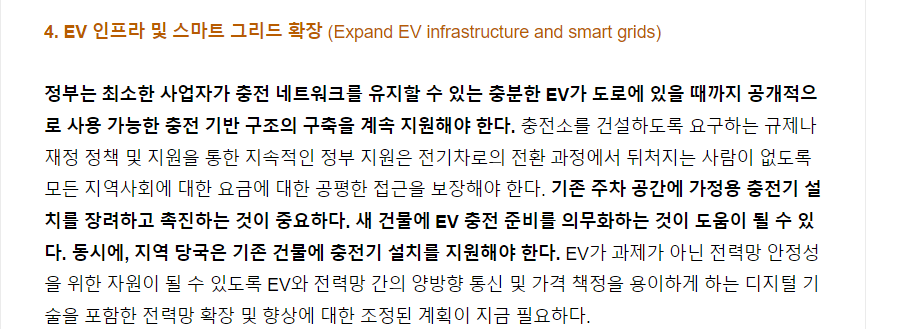 4. EV 인프라 및 스마트 그리드 확장 (Expand EV infrastructure and smart grids)
정부는 최소한 사업자가 충전 네트워크를 유지할 수 있는 충분한 EV가 도로에 있을 때까지 공개적으
로 사용 가능한 충전 기반 구조의 구축을 계속 지원해야 한다. 충전소를 건설하도록 요구하는 규제나
재정 정책 및 지원을 통한 지속적인 정부 지원은 전기차로의 전환 과정에서 뒤처지는 사람이 없도록
모든 지역사회에 대한 요금에 대한 공평한 접근을 보장해야 한다. 기존 주차 공간에 가정용 충전기 설
치를 장려하고 촉진하는 것이 중요하다. 새 건물에 EV 충전 준비를 의무화하는 것이 도움이 될 수 있
다. 동시에, 지역 당국은 기존 건물에 충전기 설치를 지원해야 한다. EV가 과제가 아닌 전력망 안정성
을 위한 자원이 될 수 있도록 EV와 전력망 간의 양방향 통신 및 가격 책정을 용이하게 하는 디지털 기
술을 포함한 전력망 확장 및 향상에 대한 조정된 계획이 지금 필요하다.